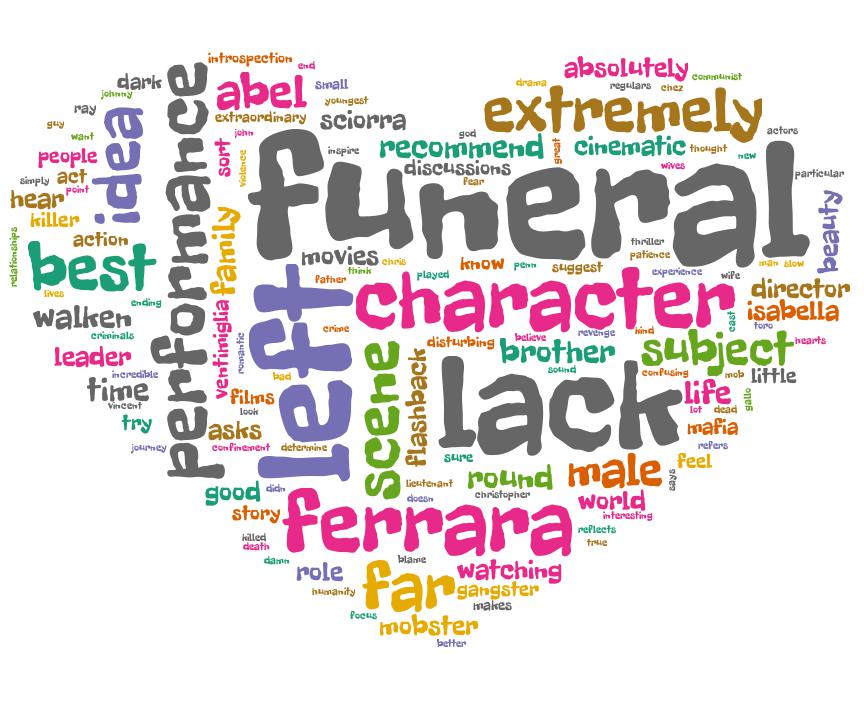 introspection
end
absolutely
communist
dark
johnny
abel
small
drama
regulars
chez
ray
youngest
extraordinary
extremely
guy
idea
performance
sciorra
john
god
actors
want
recommend
great
cinematic
thought
new
people
sort
inspire
funeral
wives
simply
act
violence
discussions
particular
point
fear
hear
killer
family
beauty
relationships
action
movies
thriller
patience
best
chris
know
penn
suggest
man
slow
think
played
experience
wife
father
left
character
director
lives
ending
isabella
walken
ventimiglia
crime
cast
toro
criminals
romantic
believe
revenge
kind
hearts
disturbing
leader
scene
flashback
brother
subject
incredible
bad
sound
confusing
mob
little
time
lack
life
films
gallo
vincent
look
lot
dead
try
asks
mafia
journey
confinement
determine
refers
sure
feel
good
didn
lieutenant
round
male
says
christopher
doesn
world
story
ferrara
interesting
reflects
killed
true
death
damn
blame
role
far
watching
humanity
gangster
makes
focus
mobster
better